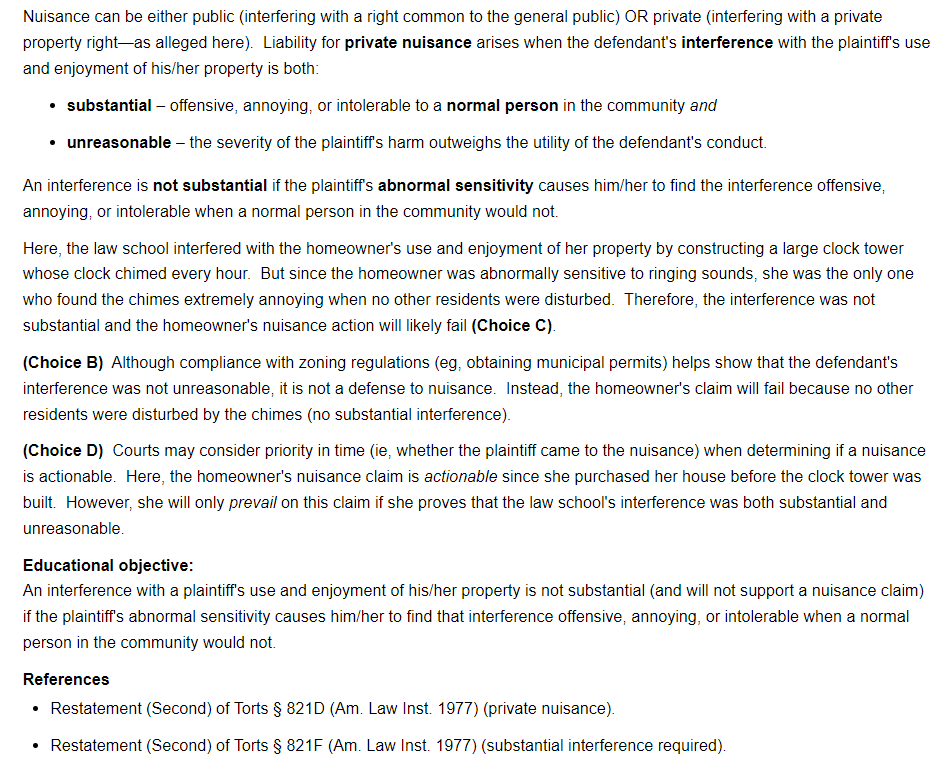 Nuisance can be either public (interfering with a right common to the general public) OR private (interfering with a private
property right—as alleged here).  Liability for private nuisance arises when the defendant's interference with the plaintiff's use
and enjoyment of his/her property is both:
• substantial – offensive, annoying, or intolerable to a normal person in the community and
• unreasonable – the severity of the plaintiff's harm outweighs the utility of the defendant's conduct.
An interference is not substantial if the plaintiff's abnormal sensitivity causes him/her to find the interference offensive,
annoying, or intolerable when a normal person in the community would not.
Here, the law school interfered with the homeowner's use and enjoyment of her property by constructing a large clock tower
whose clock chimed every hour.  But since the homeowner was abnormally sensitive to ringing sounds, she was the only one
who found the chimes extremely annoying when no other residents were disturbed.  Therefore, the interference was not
substantial and the homeowner's nuisance action will likely fail (Choice C).
(Choice B)  Although compliance with zoning regulations (eg, obtaining municipal permits) helps show that the defendant's
interference was not unreasonable, it is not a defense to nuisance.  Instead, the homeowner's claim will fail because no other
residents were disturbed by the chimes (no substantial interference).
(Choice D)  Courts may consider priority in time (ie, whether the plaintiff came to the nuisance) when determining if a nuisance
is actionable.  Here, the homeowner's nuisance claim is actionable since she purchased her house before the clock tower was
built.  However, she will only prevail on this claim if she proves that the law school's interference was both substantial and
unreasonable.
Educational objective:
An interference with a plaintiff's use and enjoyment of his/her property is not substantial (and will not support a nuisance claim)
if the plaintiff's abnormal sensitivity causes him/her to find that interference offensive, annoying, or intolerable when a normal
person in the community would not.
References
• Restatement (Second) of Torts § 821D (Am. Law Inst. 1977) (private nuisance).
• Restatement (Second) of Torts § 821F (Am. Law Inst. 1977) (substantial interference required).